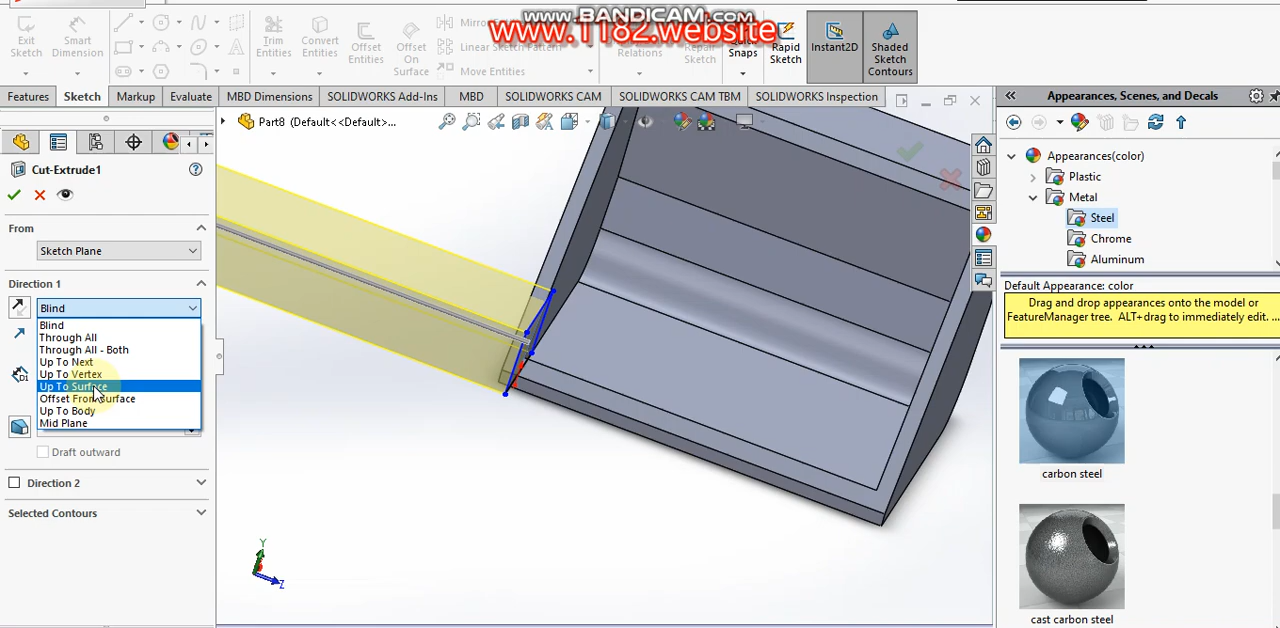 www.BANDICAM.com
www.1182.website
Exit Sketch
Smart Dimension
Trim Entities
Convert Entities
Offset Entities
Offset On Surface
Mirror
Linear Sketch Pattern
Move Entities
Relations
Repair Sketch
Quick Snaps
Rapid Sketch
Instant2D
Shaded Sketch Contours
Features
Sketch
Markup
Evaluate
MBD Dimensions
SOLIDWORKS Add-Ins
MBD
SOLIDWORKS CAM
SOLIDWORKS CAM TBM
SOLIDWORKS Inspection
Part8 (Default<<Default>...
Cut-Extrude1
From
Sketch Plane
Direction 1
Blind
Blind
Through All
Through All - Both
Up To Next
Up To Vertex
Up To Surface
Offset From Surface
Up To Body
Mid Plane
D1
Draft outward
Direction 2
Selected Contours
Y
Z
Appearances, Scenes, and Decals
Appearances(color)
Plastic
Metal
Steel
Chrome
Aluminum
Default Appearance: color
Drag and drop appearances onto the model or
FeatureManager tree. ALT+drag to immediately edit. ...
carbon steel
cast carbon steel